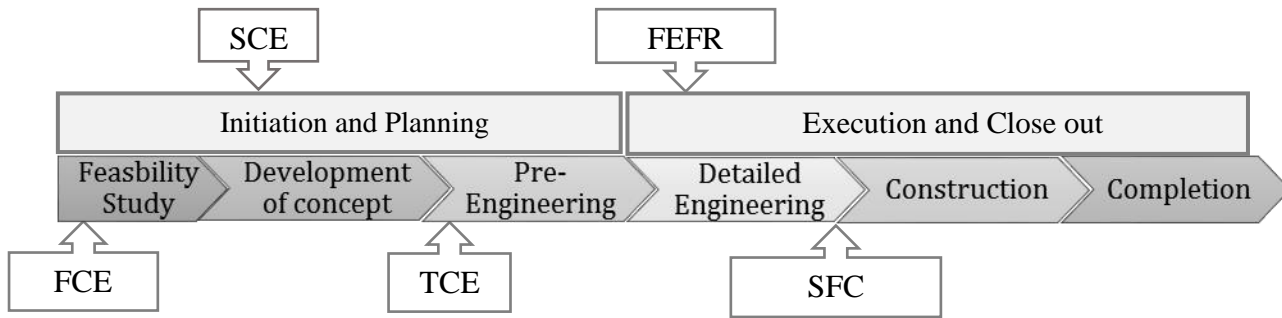 SCE
FEFR
Initiation and Planning
Execution and Close out
Feasbility
Study
Development
of concept
Pre-
Engineering
Detailed
Engineering
Construction
Completion
FCE
TCE
SFC